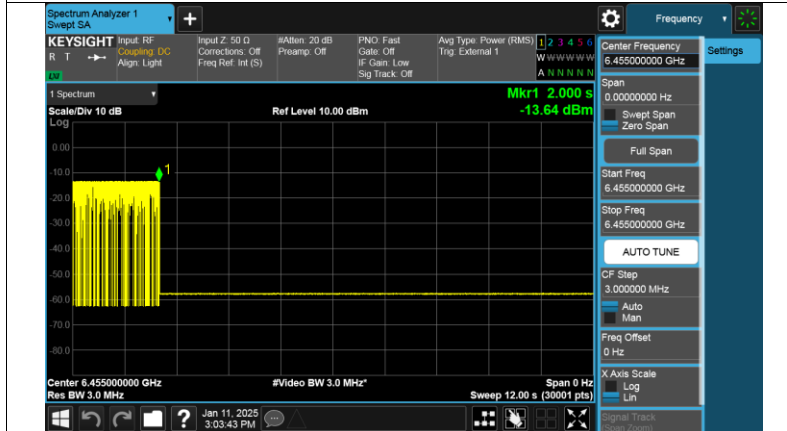 Spectrum Analyzer 1
Swept SA
Frequency
KEYSIGHT
R T
LXI
Input: RF
Coupling: DC
Align: Light
Input Z: 50 Ω
Corrections: Off
Freq Ref: Int (S)
#Atten: 20 dB
Preamp: Off
PNO: Fast
Gate: Off
IF Gain: Low
Sig Track: Off
Avg Type: Power (RMS)
Trig: External 1
1 2 3 4 5 6
W W W W W W
A N N N N N
1 Spectrum
Scale/Div 10 dB
Log
Ref Level 10.00 dBm
Mkr1 2.000 s
-13.64 dBm
1
0.00
-10.0
-20.0
-30.0
-40.0
-50.0
-60.0
-70.0
-80.0
Center 6.455000000 GHz
Res BW 3.0 MHz
#Video BW 3.0 MHz*
Span 0 Hz
Sweep 12.00 s (30001 pts)
Center Frequency
6.455000000 GHz
Span
0.00000000 Hz
Swept Span
Zero Span
Full Span
Start Freq
6.455000000 GHz
Stop Freq
6.455000000 GHz
AUTO TUNE
CF Step
3.000000 MHz
Auto
Man
Freq Offset
0 Hz
X Axis Scale
Log
Lin
Signal Track
(Span Zoom)
Settings
?
Jan 11, 2025
3:03:43 PM